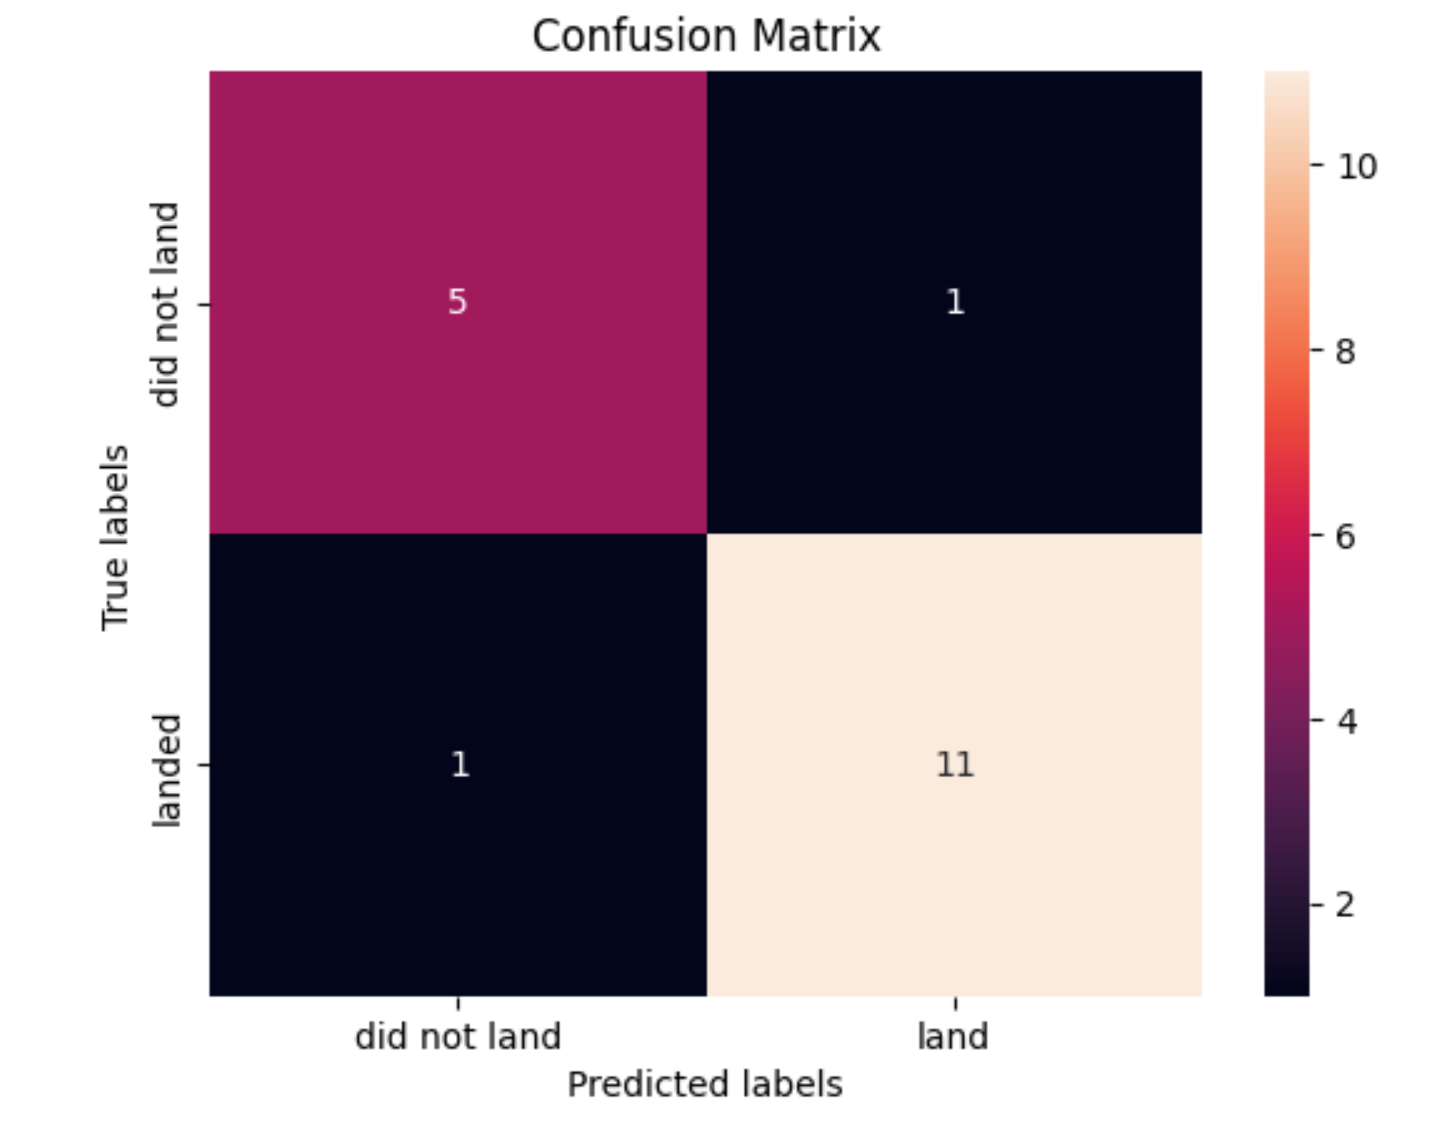 Confusion Matrix
True labels
did not land
landed
5
1
1
11
did not land
land
Predicted labels
10
8
6
4
2